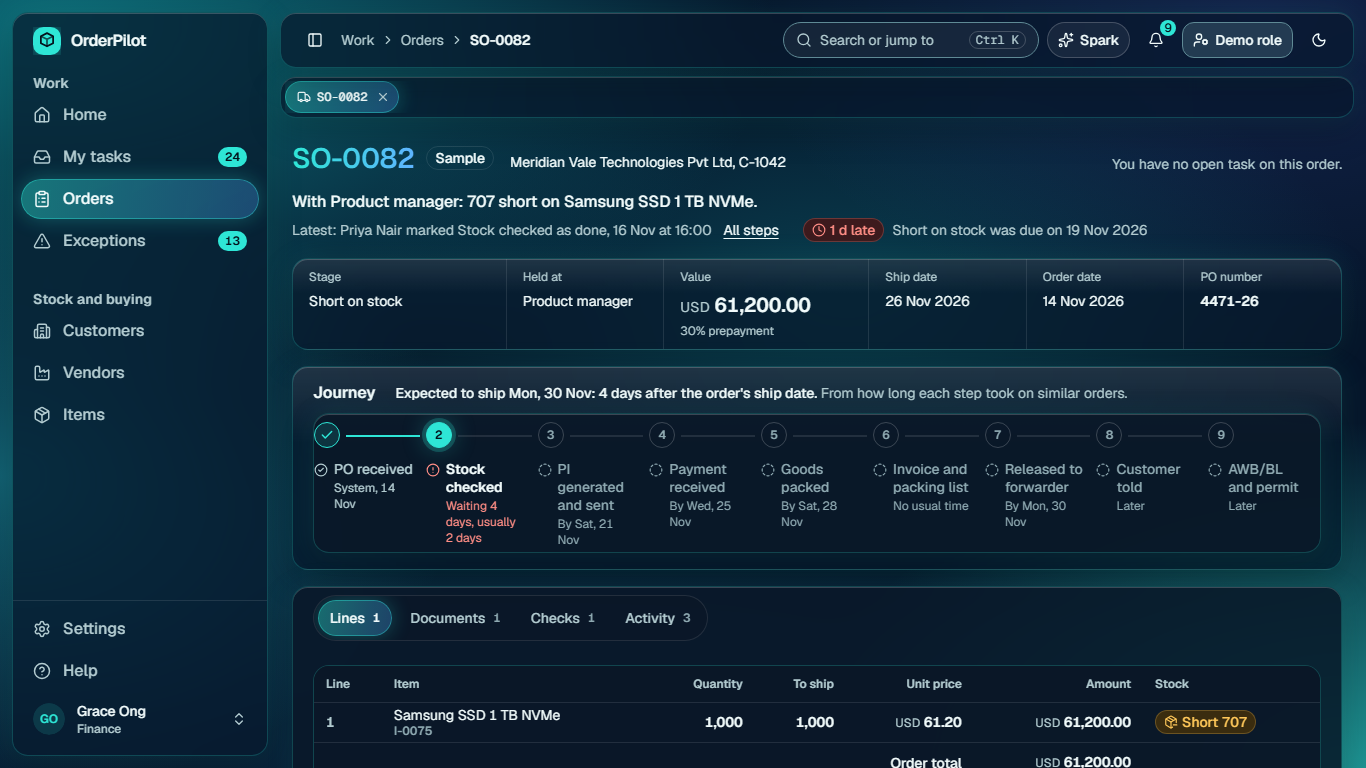 OrderPilot
Work
Home
My tasks 24
Orders
Exceptions 13
Stock and buying
Customers
Vendors
Items
Settings
Help
GO Grace Ong
Finance
Work > Orders > SO-0082
Search or jump to Ctrl K
Spark
9
Demo role
SO-0082
SO-0082 Sample Meridian Vale Technologies Pvt Ltd, C-1042
You have no open task on this order.
With Product manager: 707 short on Samsung SSD 1 TB NVMe.
Latest: Priya Nair marked Stock checked as done, 16 Nov at 16:00 All steps 1 d late Short on stock was due on 19 Nov 2026
Stage
Short on stock
Held at
Product manager
Value
USD 61,200.00
30% prepayment
Ship date
26 Nov 2026
Order date
14 Nov 2026
PO number
4471-26
Journey Expected to ship Mon, 30 Nov: 4 days after the order's ship date. From how long each step took on similar orders.
PO received
System, 14
Nov
2
Stock
checked
Waiting 4
days, usually
2 days
3
PI
generated
and sent
By Sat, 21
Nov
4
Payment
received
By Wed, 25
Nov
5
Goods
packed
By Sat, 28
Nov
6
Invoice and
packing list
No usual time
7
Released to
forwarder
By Mon, 30
Nov
8
Customer
told
Later
9
AWB/BL
and permit
Later
Lines 1 Documents 1 Checks 1 Activity 3
Line Item Quantity To ship Unit price Amount Stock
1 Samsung SSD 1 TB NVMe 1,000 1,000 USD 61.20 USD 61,200.00 Short 707
I-0075
Order total USD 61,200.00